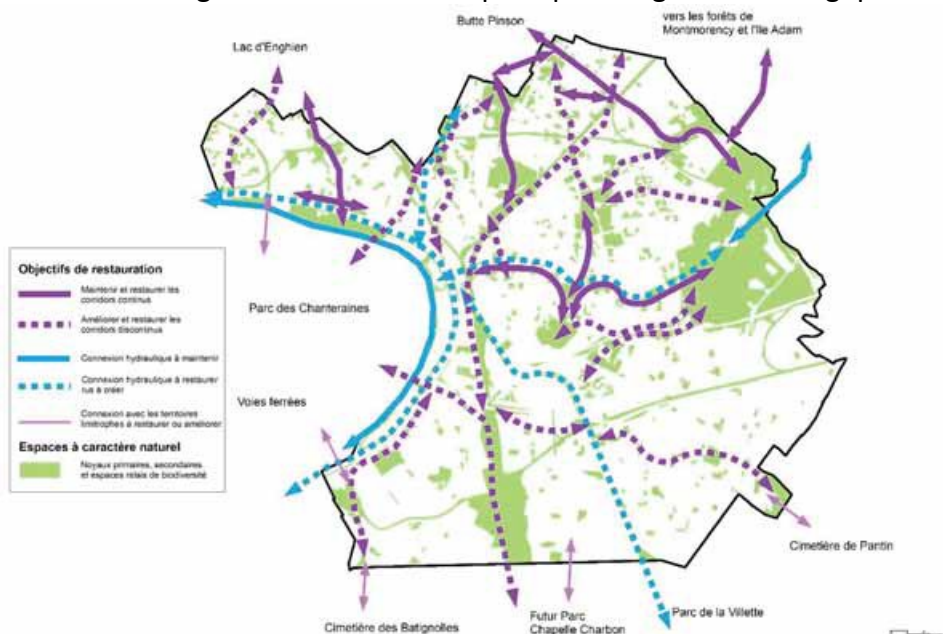 Butte Pinson
vers les forêts de
Montmorency et l'Ile Adam
Lac d'Enghien
Objectifs de restauration
Maintenir et restaurer les
corridors continus
Améliorer et restaurer les
corridors discontinus
Connexion hydraulique à maintenir
Connexion hydraulique à restaurer
rus à créer
Connexion avec les territoires
limitrophes à restaurer ou améliorer
Espaces à caractère naturel
Noyaux primaires, secondaires
et espaces relais de biodiversité
Parc des Chanteraines
Voies ferrées
Cimetière de Pantin
Parc de la Villette
Futur Parc
Chapelle Charbon
Cimetière des Batignolles